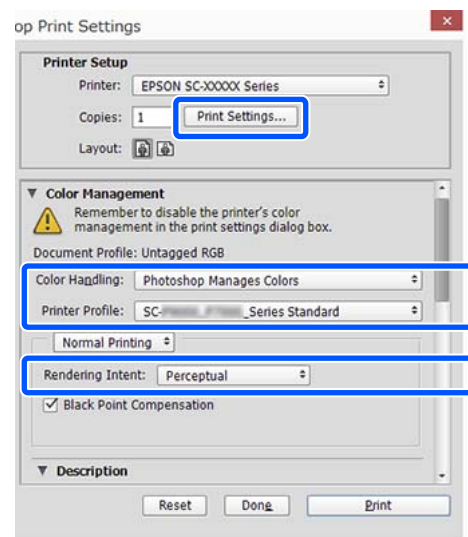 op Print Settings
Printer Setup
Printer: EPSON SC-XXXXX Series
Copies: 1 Print Settings...
Layout:
Color Management
Remember to disable the printer's color
management in the print settings dialog box.
Document Profile: Untagged RGB
Color Handling: Photoshop Manages Colors
Printer Profile: SC- _Series Standard
Normal Printing
Rendering Intent: Perceptual
Black Point Compensation
Description
Reset Done Print